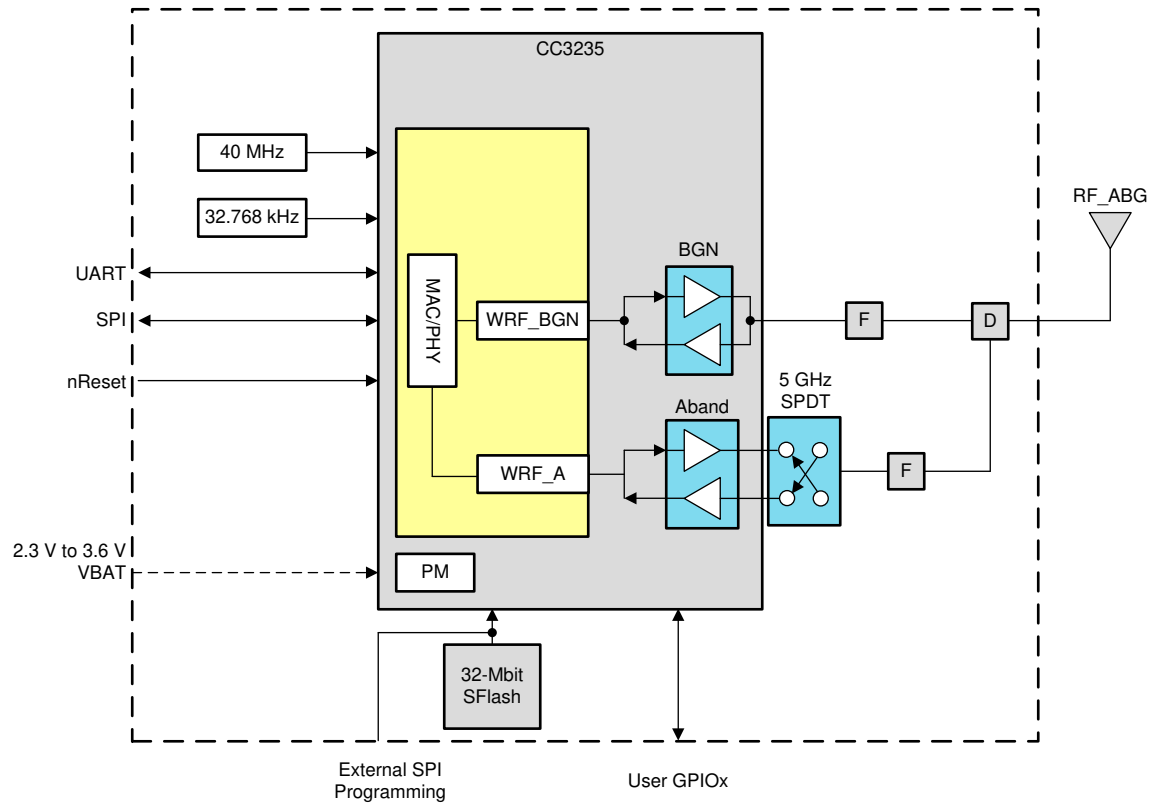 CC3235
40 MHz
32.768 kHz
RF_ABG
UART
SPI
nReset
MAC/PHY
WRF_BGN
BGN
F
D
5 GHz
SPDT
Aband
WRF_A
F
2.3 V to 3.6 V
VBAT
PM
32-Mbit
SFlash
External SPI
Programming
User GPIOx